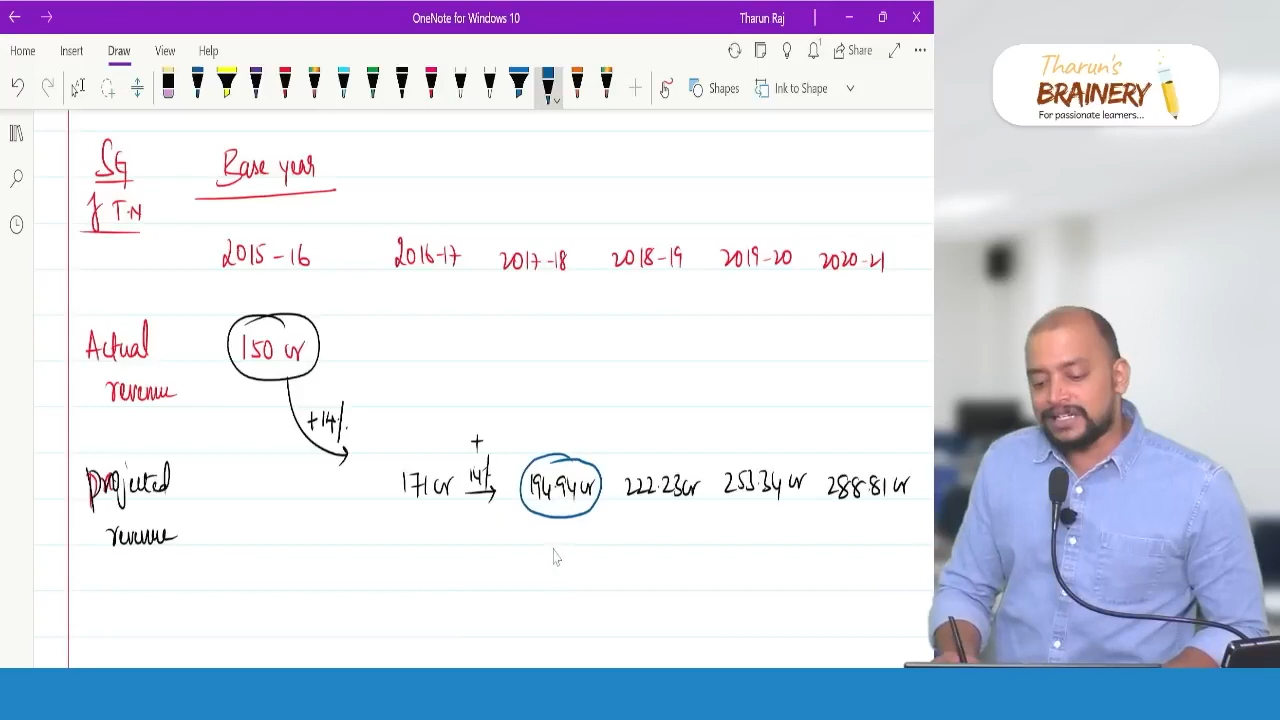 OneNote for Windows 10
Tharun Raj
Home Insert Draw View Help
Share
Shapes Ink to Shape
Tharun's
BRAINERY
For passionate learners...
SG Base year
of T.N
2015-16 2016-17 2017-18 2018-19 2019-20 2020-21
Actual 150 cr
revenue
+14%
+
Projected 171 cr 14% 194.94 cr 222.23 cr 253.34 cr 288.81 cr
revenue